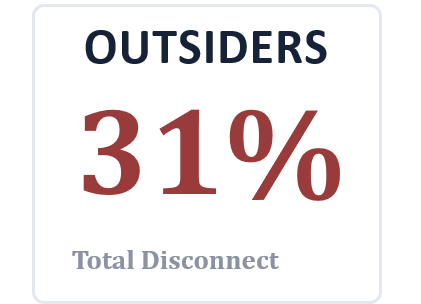 OUTSIDERS
31%
Total Disconnect